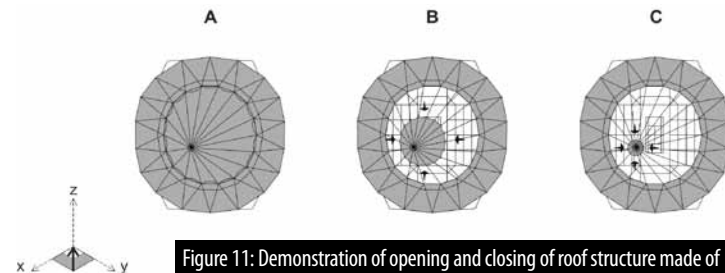 A B C
z
x y
Figure 11: Demonstration of opening and closing of roof structure made of